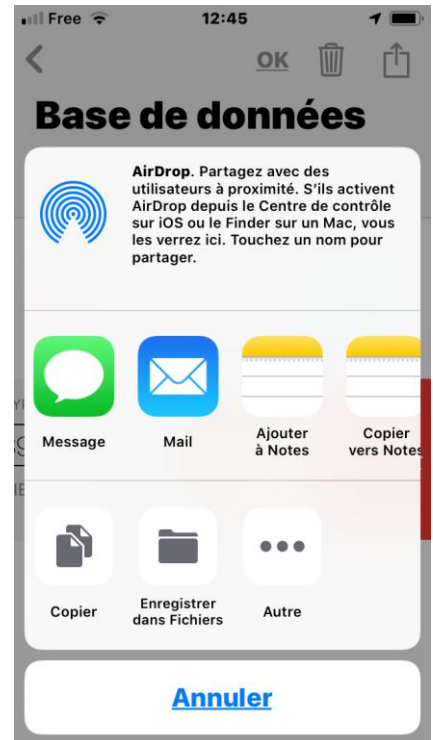 Free 12:45
OK
Base de données
AirDrop. Partagez avec des
utilisateurs à proximité. S'ils activent
AirDrop depuis le Centre de contrôle
sur iOS ou le Finder sur un Mac, vous
les verrez ici. Touchez un nom pour
partager.
Message Mail Ajouter
à Notes Copier
vers Notes
Copier Enregistrer
dans Fichiers Autre
Annuler